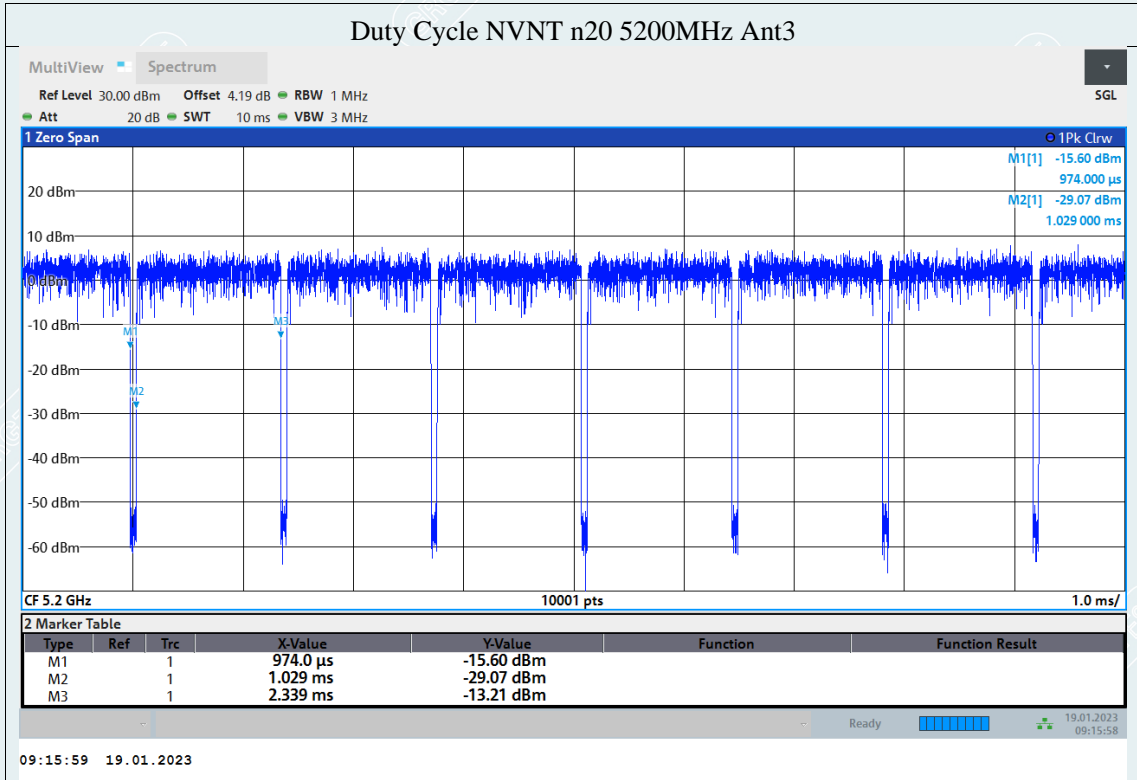 Duty Cycle NVNT n20 5200MHz Ant3
MultiView Spectrum
Ref Level 30.00 dBm Offset 4.19 dB RBW 1 MHz SGL
Att 20 dB SWT 10 ms VBW 3 MHz
1 Zero Span 1Pk Clrw
M1[1] -15.60 dBm
974.000 µs
20 dBm
M2[1] -29.07 dBm
1.029 000 ms
10 dBm
0 dBm
-10 dBm
M1 M3
-20 dBm
M2
-30 dBm
-40 dBm
-50 dBm
-60 dBm
CF 5.2 GHz 10001 pts 1.0 ms/
2 Marker Table
Type Ref Trc X-Value Y-Value Function Function Result
M1 1 974.0 µs -15.60 dBm
M2 1 1.029 ms -29.07 dBm
M3 1 2.339 ms -13.21 dBm
Ready 19.01.2023
09:15:58
09:15:59 19.01.2023